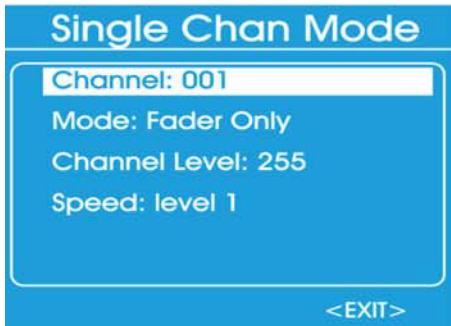 Single Chan Mode
Channel: 001
Mode: Fader Only
Channel Level: 255
Speed: level 1
<EXIT>